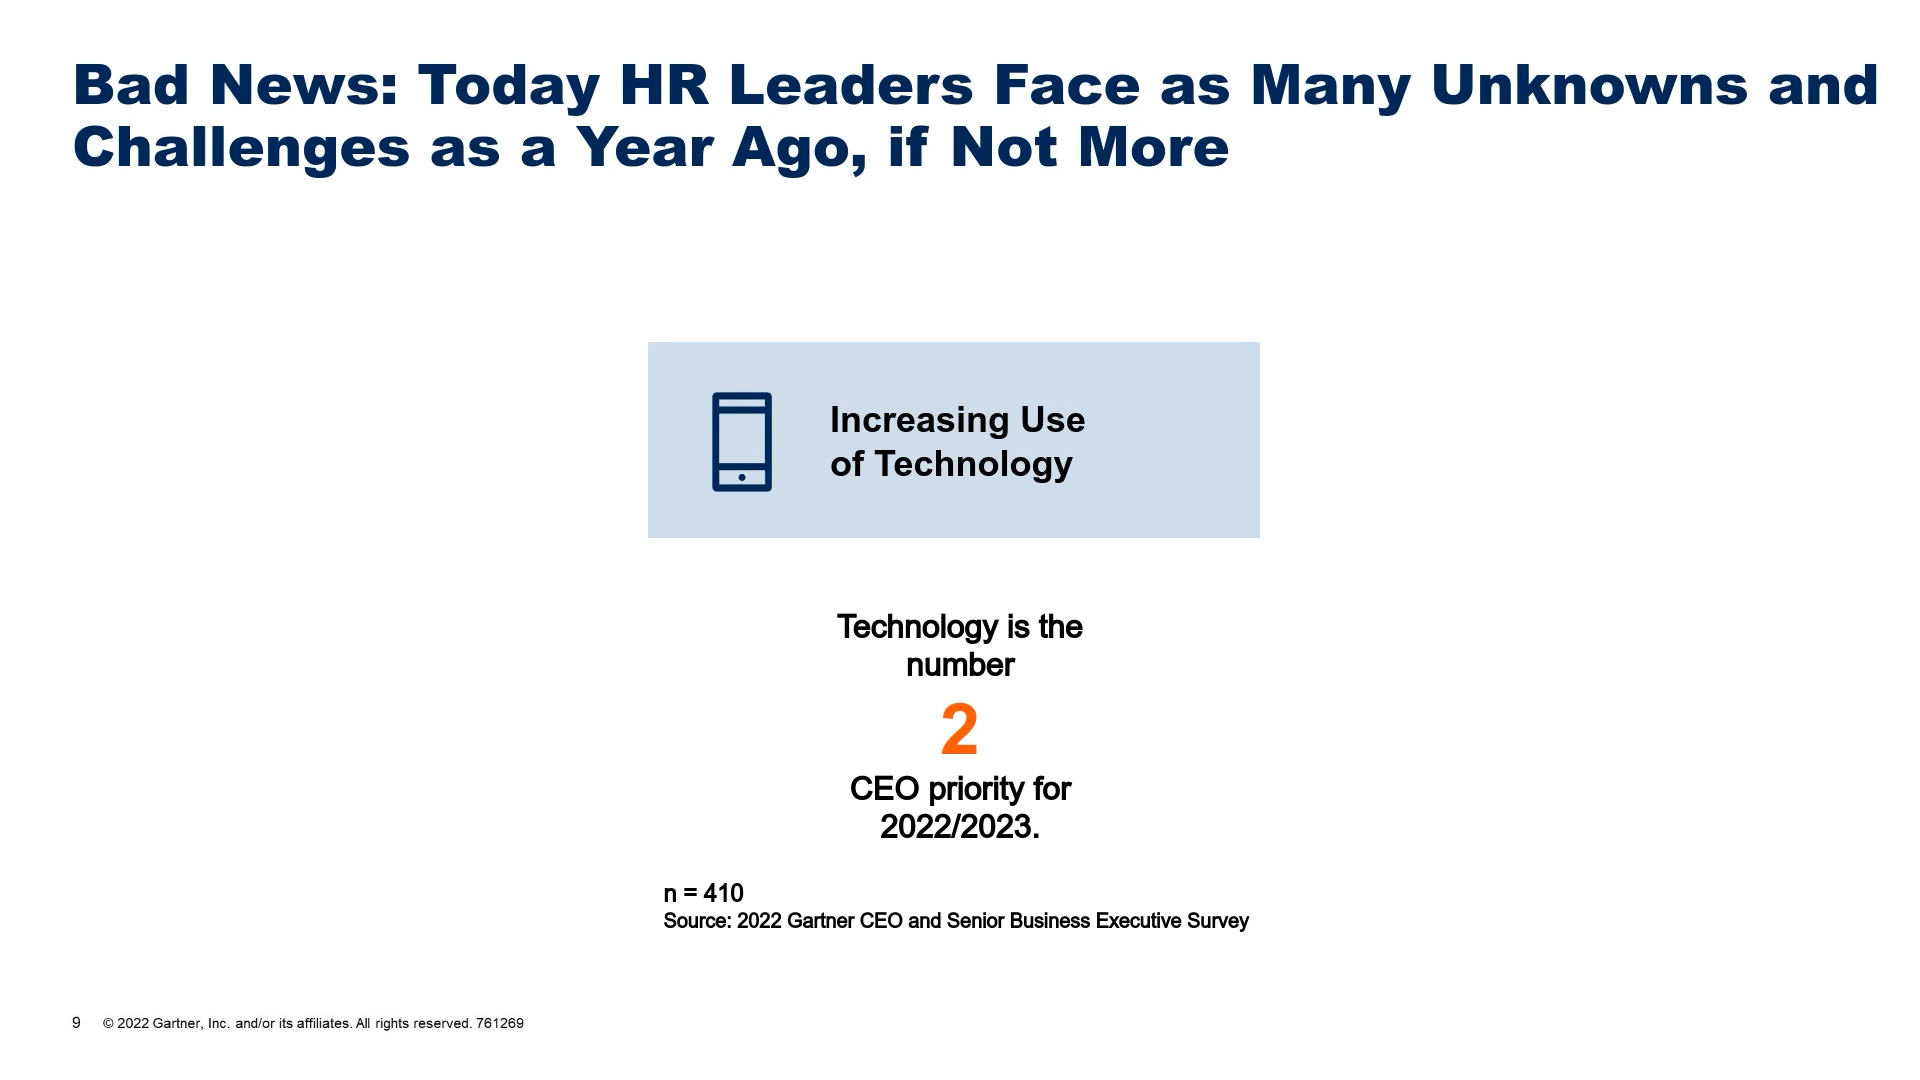 Bad News: Today HR Leaders Face as Many Unknowns and
Challenges as a Year Ago, if Not More
Increasing Use
of Technology
Technology is the
number
2
CEO priority for
2022/2023.
n = 410
Source: 2022 Gartner CEO and Senior Business Executive Survey
9 © 2022 Gartner, Inc. and/or its affiliates. All rights reserved. 761269